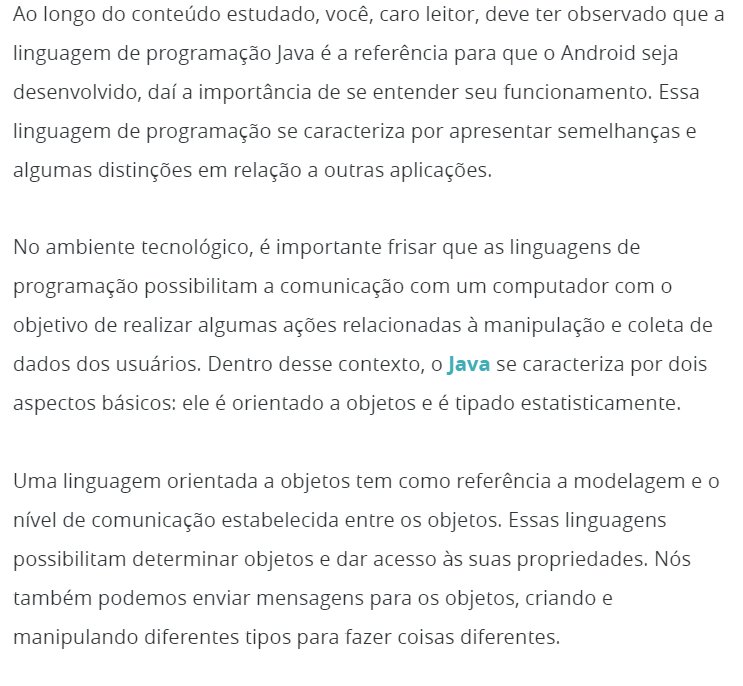 Ao longo do conteúdo estudado, você, caro leitor, deve ter observado que a
linguagem de programação Java é a referência para que o Android seja
desenvolvido, daí a importância de se entender seu funcionamento. Essa
linguagem de programação se caracteriza por apresentar semelhanças e
algumas distinções em relação a outras aplicações.
No ambiente tecnológico, é importante frisar que as linguagens de
programação possibilitam a comunicação com um computador com o
objetivo de realizar algumas ações relacionadas à manipulação e coleta de
dados dos usuários. Dentro desse contexto, o Java se caracteriza por dois
aspectos básicos: ele é orientado a objetos e é tipado estatisticamente.
Uma linguagem orientada a objetos tem como referência a modelagem e o
nível de comunicação estabelecida entre os objetos. Essas linguagens
possibilitam determinar objetos e dar acesso às suas propriedades. Nós
também podemos enviar mensagens para os objetos, criando e
manipulando diferentes tipos para fazer coisas diferentes.